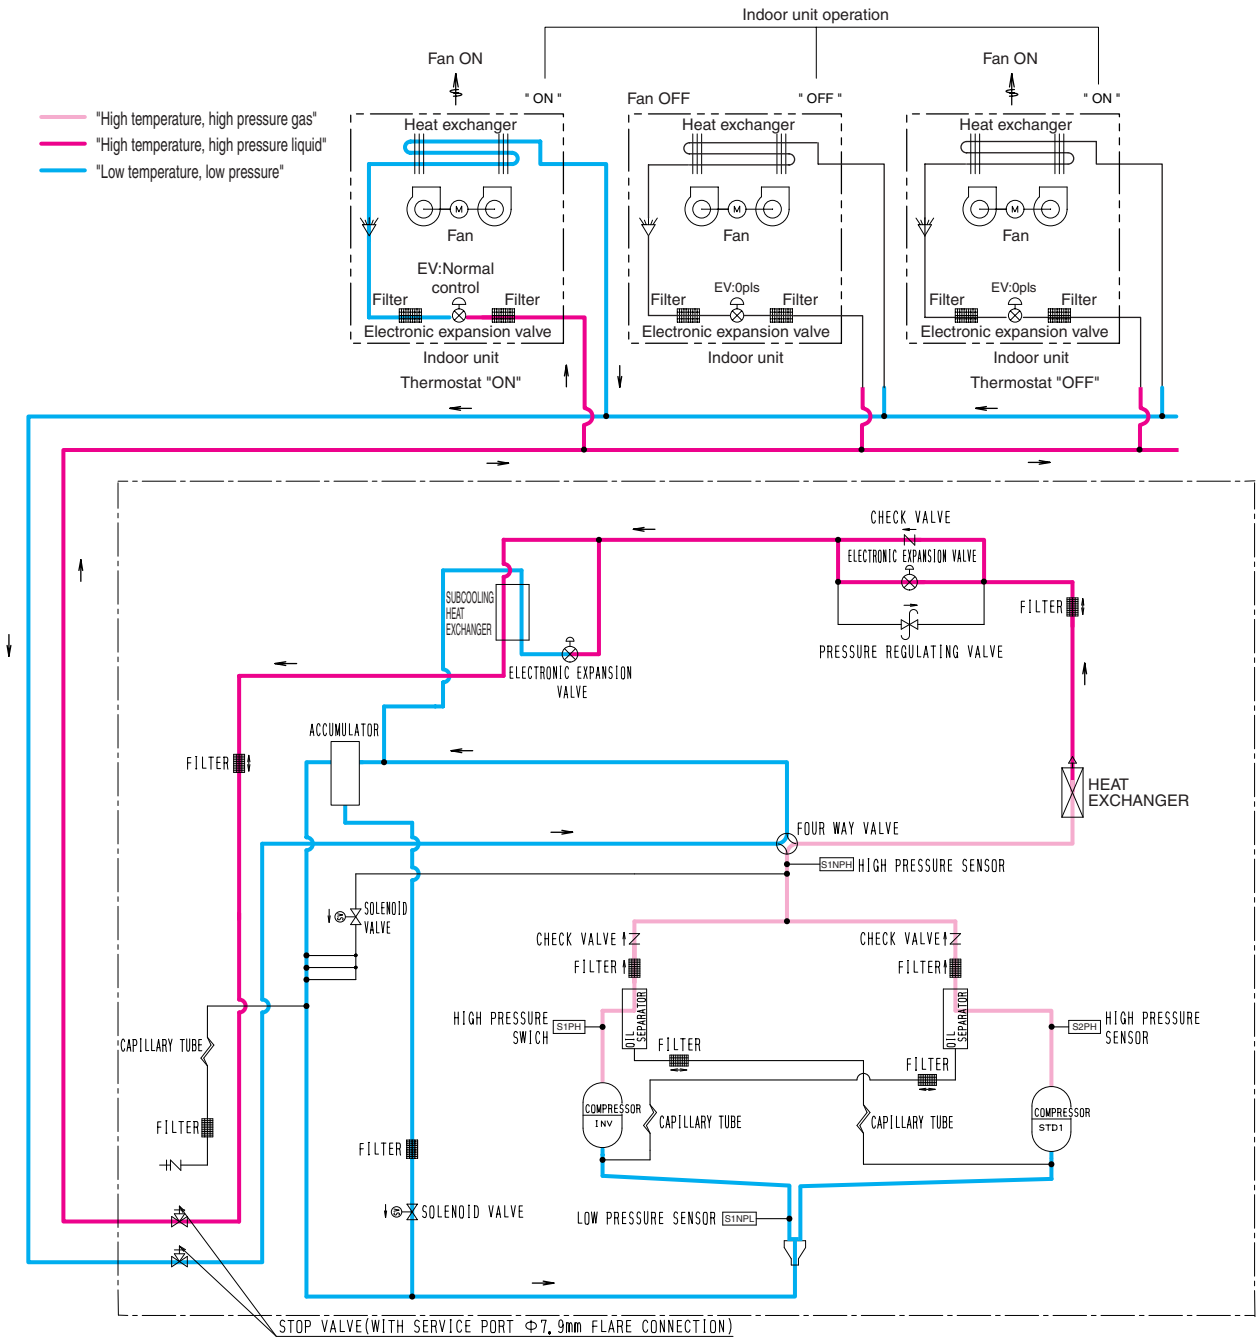 Indoor unit operation
Fan ON
Fan ON
" ON "
Fan OFF
" OFF "
" ON "
"High temperature, high pressure gas"
"High temperature, high pressure liquid"
"Low temperature, low pressure"
Heat exchanger
Heat exchanger
Heat exchanger
M
M
M
Fan
Fan
Fan
EV:Normal
control
EV:0pls
EV:0pls
Filter
Filter
Filter
Filter
Filter
Filter
Electronic expansion valve
Electronic expansion valve
Electronic expansion valve
Indoor unit
Indoor unit
Indoor unit
Thermostat "ON"
Thermostat "OFF"
CHECK VALVE
ELECTRONIC EXPANSION VALVE
SUBCOOLING
HEAT
EXCHANGER
FILTER
PRESSURE REGULATING VALVE
ELECTRONIC EXPANSION
VALVE
ACCUMULATOR
FILTER
HEAT
EXCHANGER
FOUR WAY VALVE
S1NPH
HIGH PRESSURE SENSOR
SOLENOID
VALVE
CHECK VALVE
CHECK VALVE
FILTER
FILTER
OIL
SEPARATOR
OIL
SEPARATOR
HIGH PRESSURE
SWICH
S1PH
S2PH
HIGH PRESSURE
SENSOR
CAPILLARY TUBE
FILTER
FILTER
COMPRESSOR
INV
CAPILLARY TUBE
CAPILLARY TUBE
COMPRESSOR
STD1
FILTER
FILTER
SOLENOID VALVE
LOW PRESSURE SENSOR
S1NPL
STOP VALVE(WITH SERVICE PORT Φ7.9mm FLARE CONNECTION)